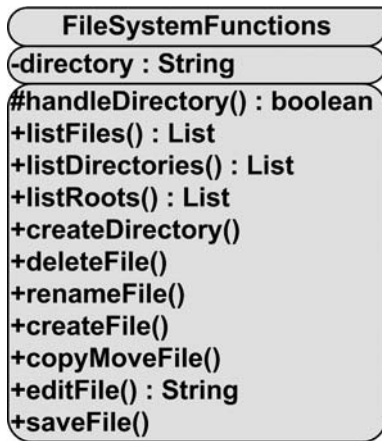 FileSystemFunctions
-directory : String
#handleDirectory() : boolean
+listFiles() : List
+listDirectories() : List
+listRoots() : List
+createDirectory()
+deleteFile()
+renameFile()
+createFile()
+copyMoveFile()
+editFile() : String
+saveFile()